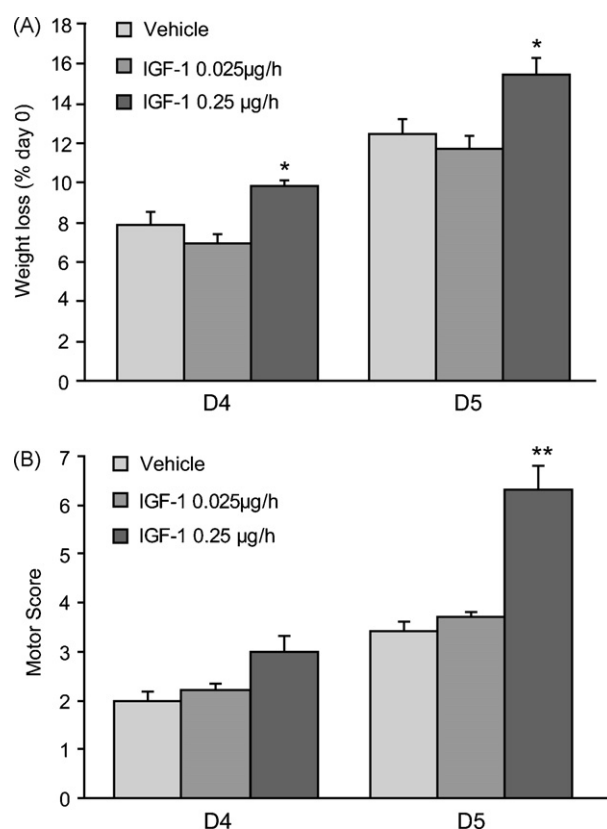 (A)
Vehicle
IGF-1 0.025µg/h
IGF-1 0.25 µg/h
Weight loss (% day 0)
18
16
14
12
10
8
6
4
2
0
*
*
D4
D5
(B)
Vehicle
IGF-1 0.025µg/h
IGF-1 0.25 µg/h
Motor Score
7
6
5
4
3
2
1
0
**
D4
D5